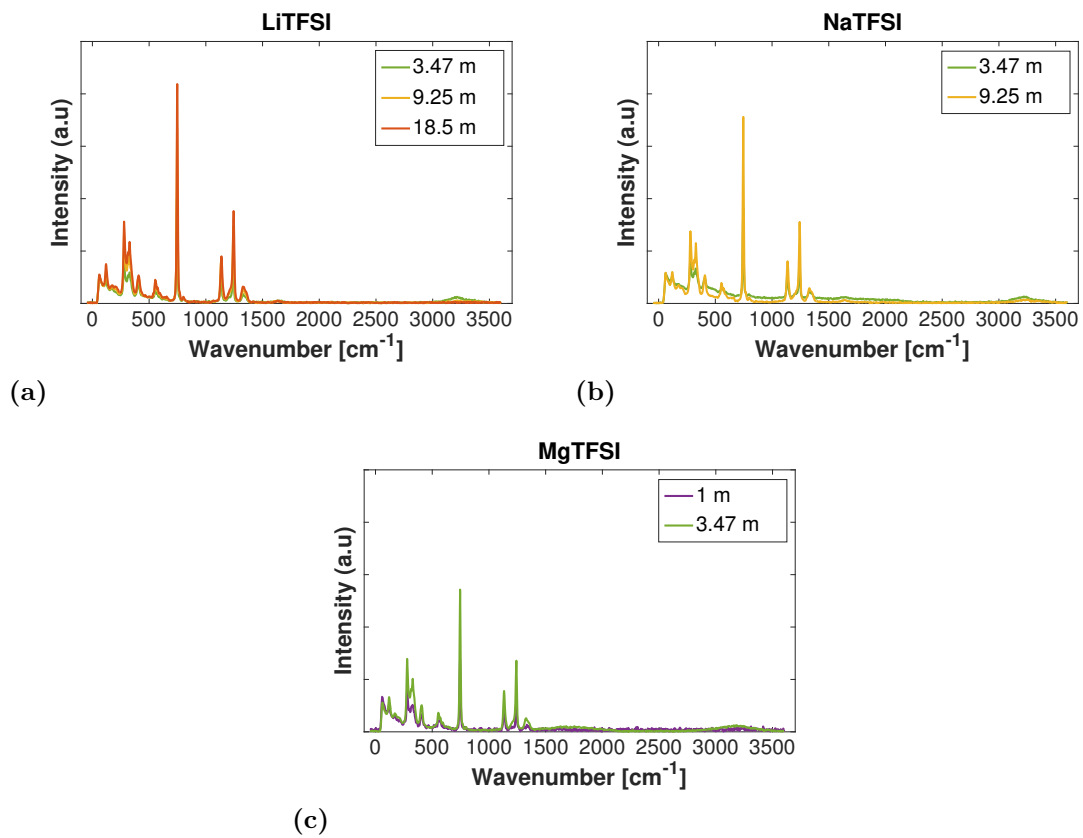 LiTFSI
Intensity (a.u)
3.47 m
9.25 m
18.5 m
0 500 1000 1500 2000 2500 3000 3500
Wavenumber [cm-1]
(a)
NaTFSI
Intensity (a.u)
3.47 m
9.25 m
0 500 1000 1500 2000 2500 3000 3500
Wavenumber [cm-1]
(b)
MgTFSI
Intensity (a.u)
1 m
3.47 m
0 500 1000 1500 2000 2500 3000 3500
Wavenumber [cm-1]
(c)